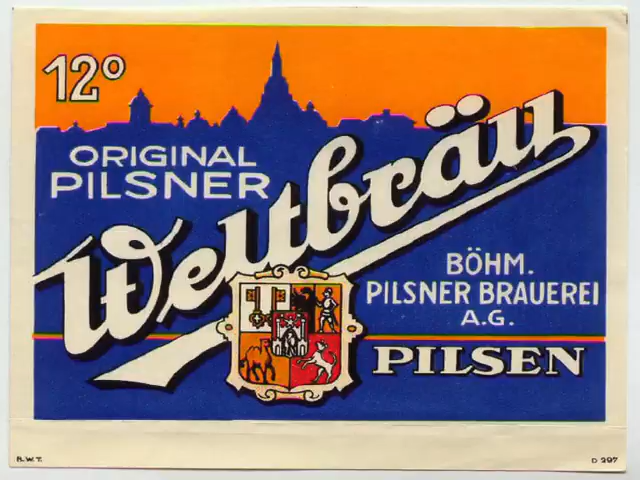 12°
ORIGINAL
PILSNER
Weltbräu
BÖHM.
PILSNER BRAUEREI
A.G.
PILSEN
R.W.T. D 297